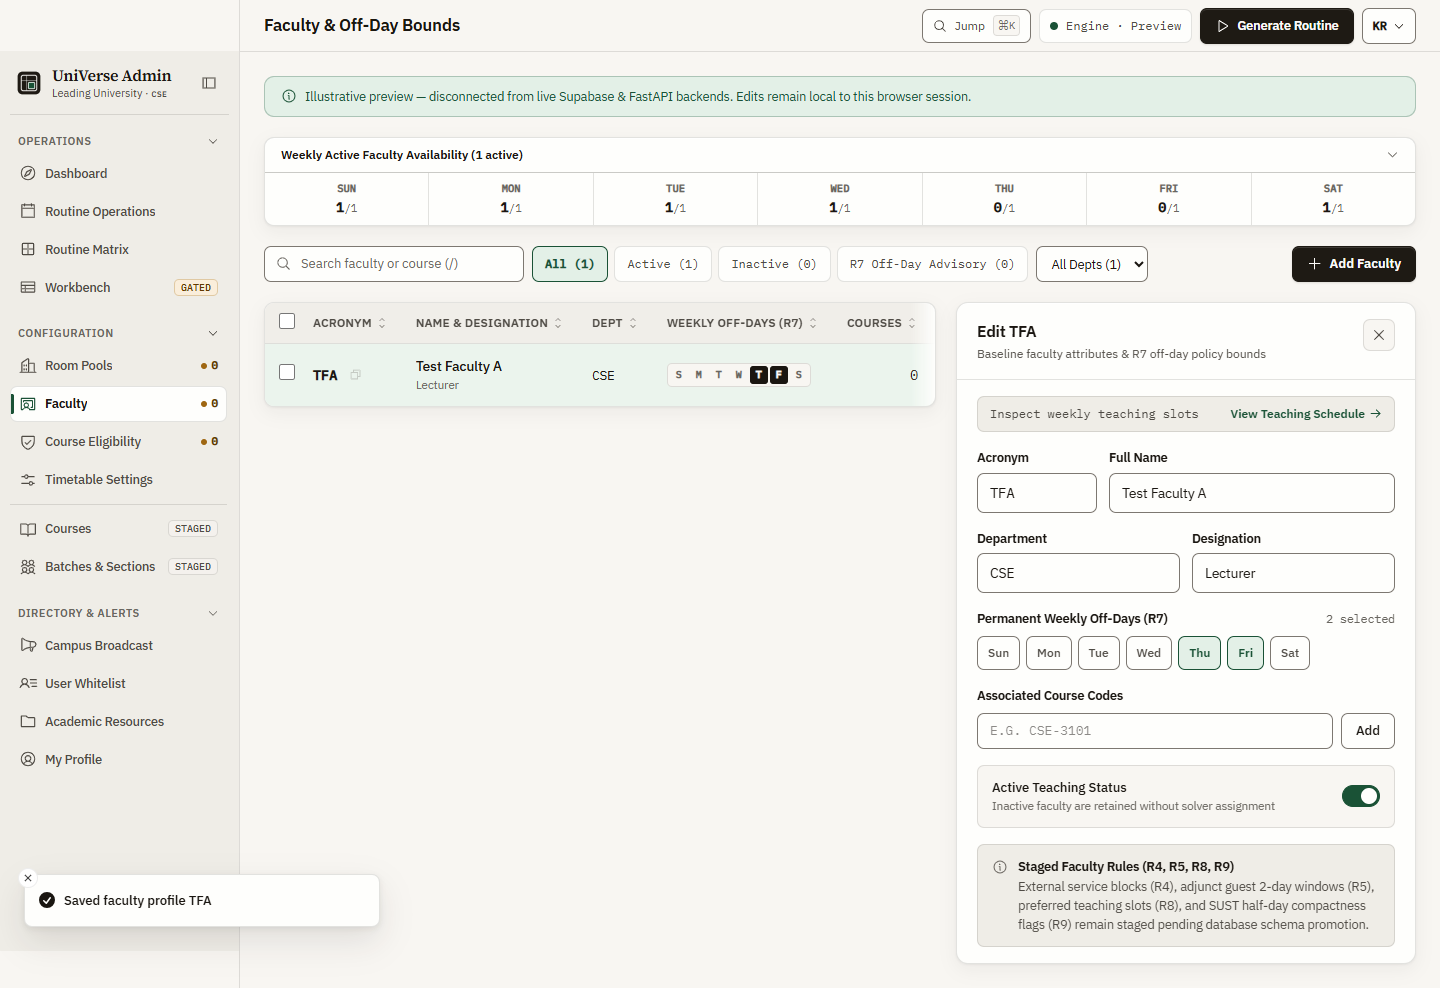 Faculty & Off-Day Bounds
Jump ⌘K
Engine · Preview
Generate Routine
KR
UniVerse Admin
Leading University · CSE
OPERATIONS
Dashboard
Routine Operations
Routine Matrix
Workbench GATED
CONFIGURATION
Room Pools 0
Faculty 0
Course Eligibility 0
Timetable Settings
Courses STAGED
Batches & Sections STAGED
DIRECTORY & ALERTS
Campus Broadcast
User Whitelist
Academic Resources
My Profile
Saved faculty profile TFA
Illustrative preview — disconnected from live Supabase & FastAPI backends. Edits remain local to this browser session.
Weekly Active Faculty Availability (1 active)
SUN MON TUE WED THU FRI SAT
1/1 1/1 1/1 1/1 0/1 0/1 1/1
Search faculty or course (/)
All (1) Active (1) Inactive (0) R7 Off-Day Advisory (0) All Depts (1)
Add Faculty
ACRONYM NAME & DESIGNATION DEPT WEEKLY OFF-DAYS (R7) COURSES
TFA Test Faculty A CSE S M T W T F S 0
Lecturer
Edit TFA
Baseline faculty attributes & R7 off-day policy bounds
Inspect weekly teaching slots View Teaching Schedule →
Acronym Full Name
TFA Test Faculty A
Department Designation
CSE Lecturer
Permanent Weekly Off-Days (R7) 2 selected
Sun Mon Tue Wed Thu Fri Sat
Associated Course Codes
E.G. CSE-3101 Add
Active Teaching Status
Inactive faculty are retained without solver assignment
Staged Faculty Rules (R4, R5, R8, R9)
External service blocks (R4), adjunct guest 2-day windows (R5),
preferred teaching slots (R8), and SUST half-day compactness
flags (R9) remain staged pending database schema promotion.